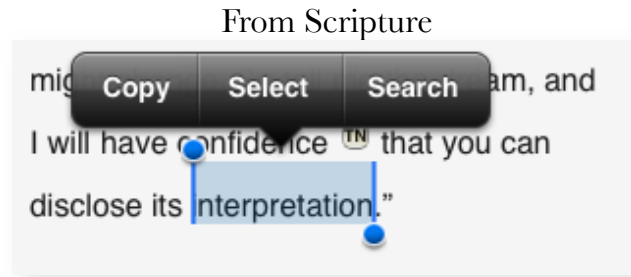 From Scripture
Copy Select Search
am, and
I will have confidence TN that you can
disclose its interpretation.”